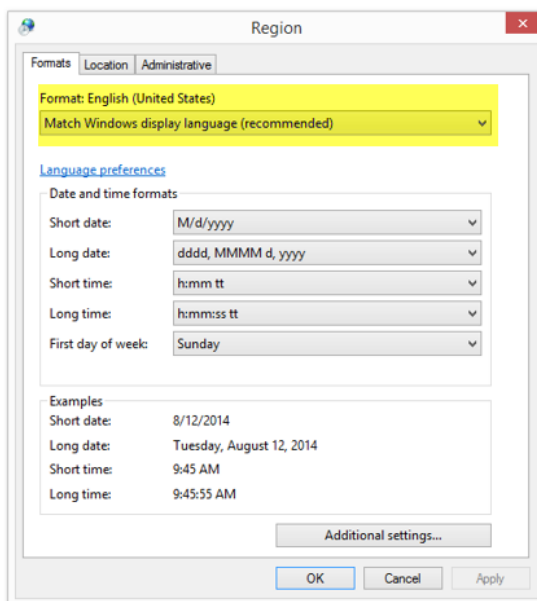 Region
Formats Location Administrative
Format: English (United States)
Match Windows display language (recommended)
Language preferences
Date and time formats
Short date: M/d/yyyy
Long date: dddd, MMMM d, yyyy
Short time: h:mm tt
Long time: h:mm:ss tt
First day of week: Sunday
Examples
Short date: 8/12/2014
Long date: Tuesday, August 12, 2014
Short time: 9:45 AM
Long time: 9:45:55 AM
Additional settings...
OK Cancel Apply